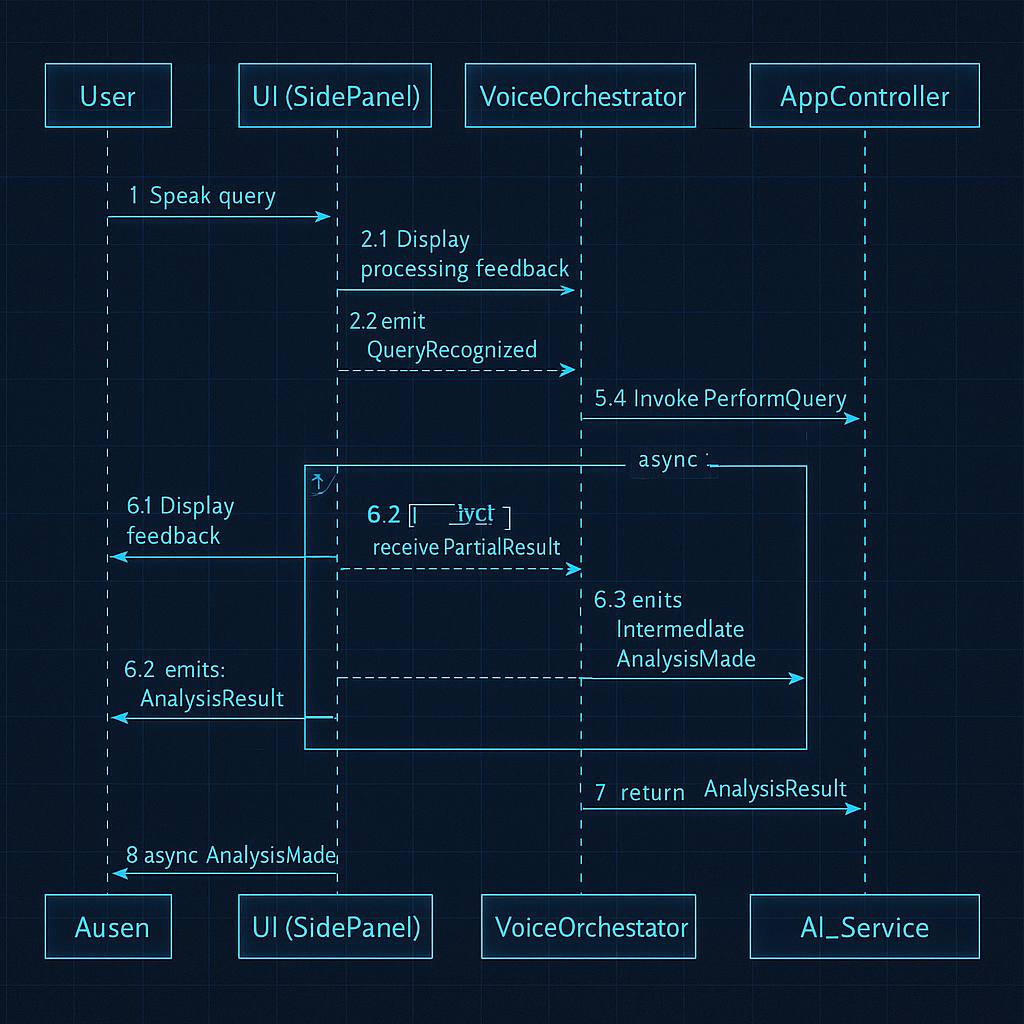 User
UI (SidePanel)
VoiceOrchestrator
AppController
1 Speak query
2.1 Display
processing feedback
2.2 emit
QueryRecognized
5.4 Invoke PerformQuery
async :
6.1 Display
feedback
6.2
receive PartialResult
6.3 enits
Intermedlate
AnalysisMade
6.2 emits:
AnalysisResult
7 return AnalysisResult
8 async AnalysisMade
Ausen
UI (SidePanel)
VoiceOrchestator
AI_Service